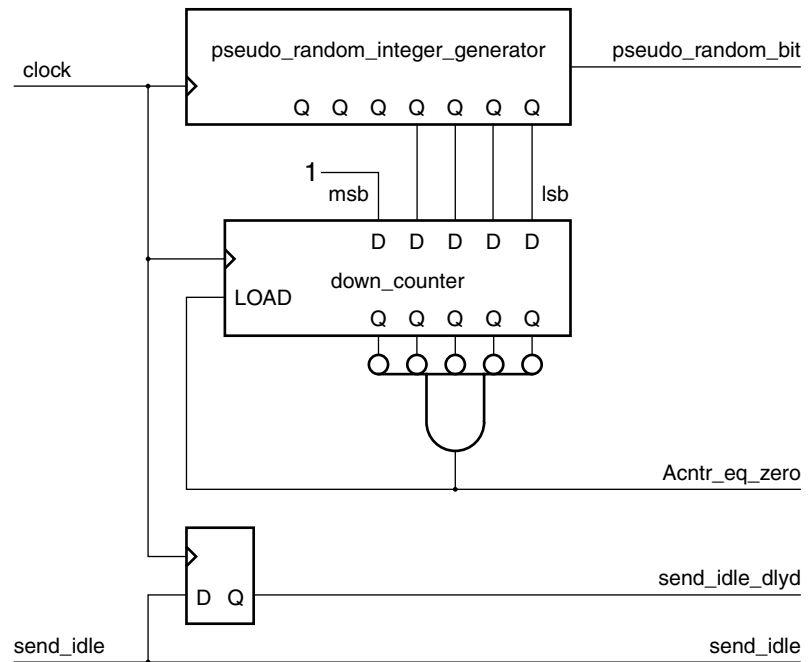 pseudo_random_integer_generator
pseudo_random_bit
clock
Q Q Q Q Q Q Q
1
msb
lsb
D D D D D
down_counter
LOAD
Q Q Q Q Q
Acntr_eq_zero
D Q
send_idle_dlyd
send_idle
send_idle